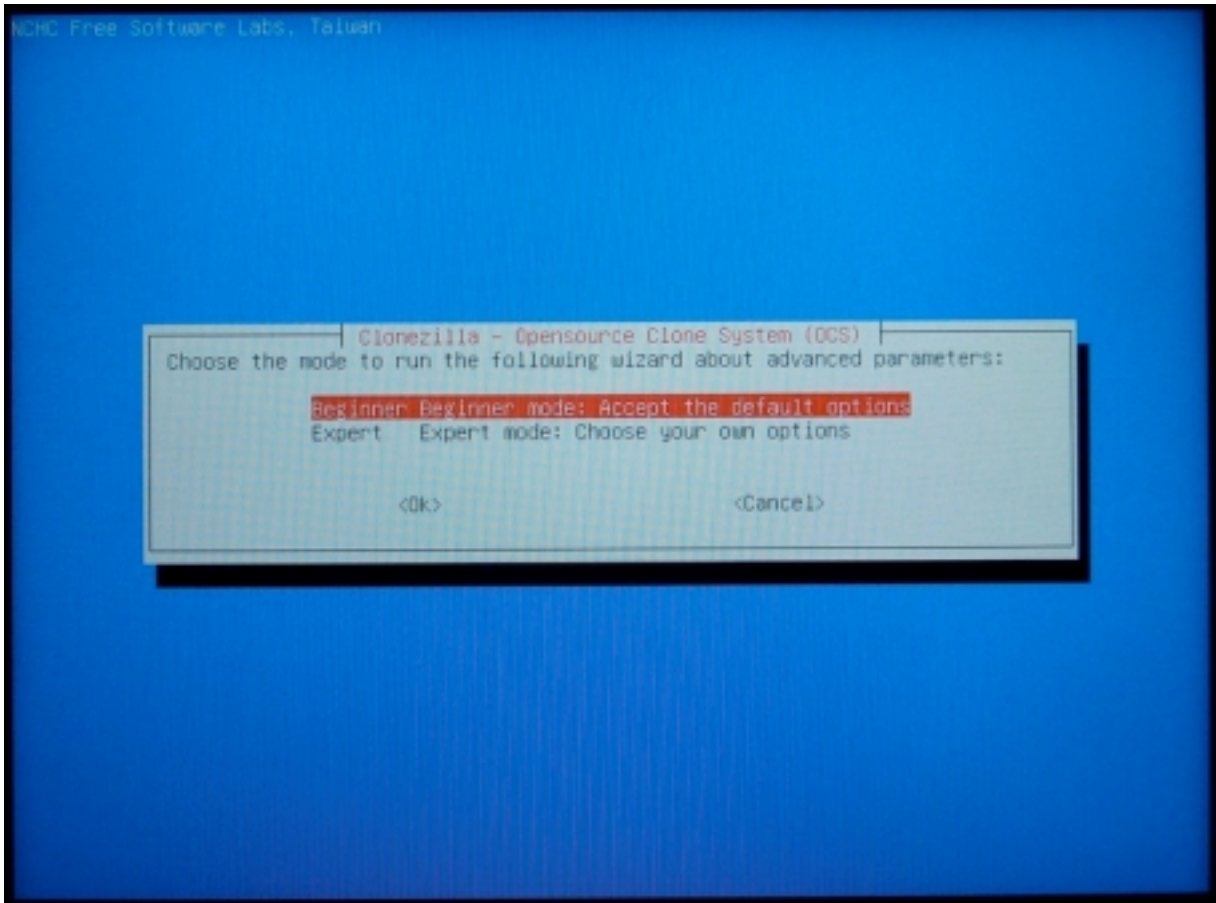 NCHC Free Software Labs, Taiwan
Clonezilla - Opensource Clone System (OCS)
Choose the mode to run the following wizard about advanced parameters:
Beginner Beginner mode: Accept the default options
Expert Expert mode: Choose your own options
<Ok> <Cancel>